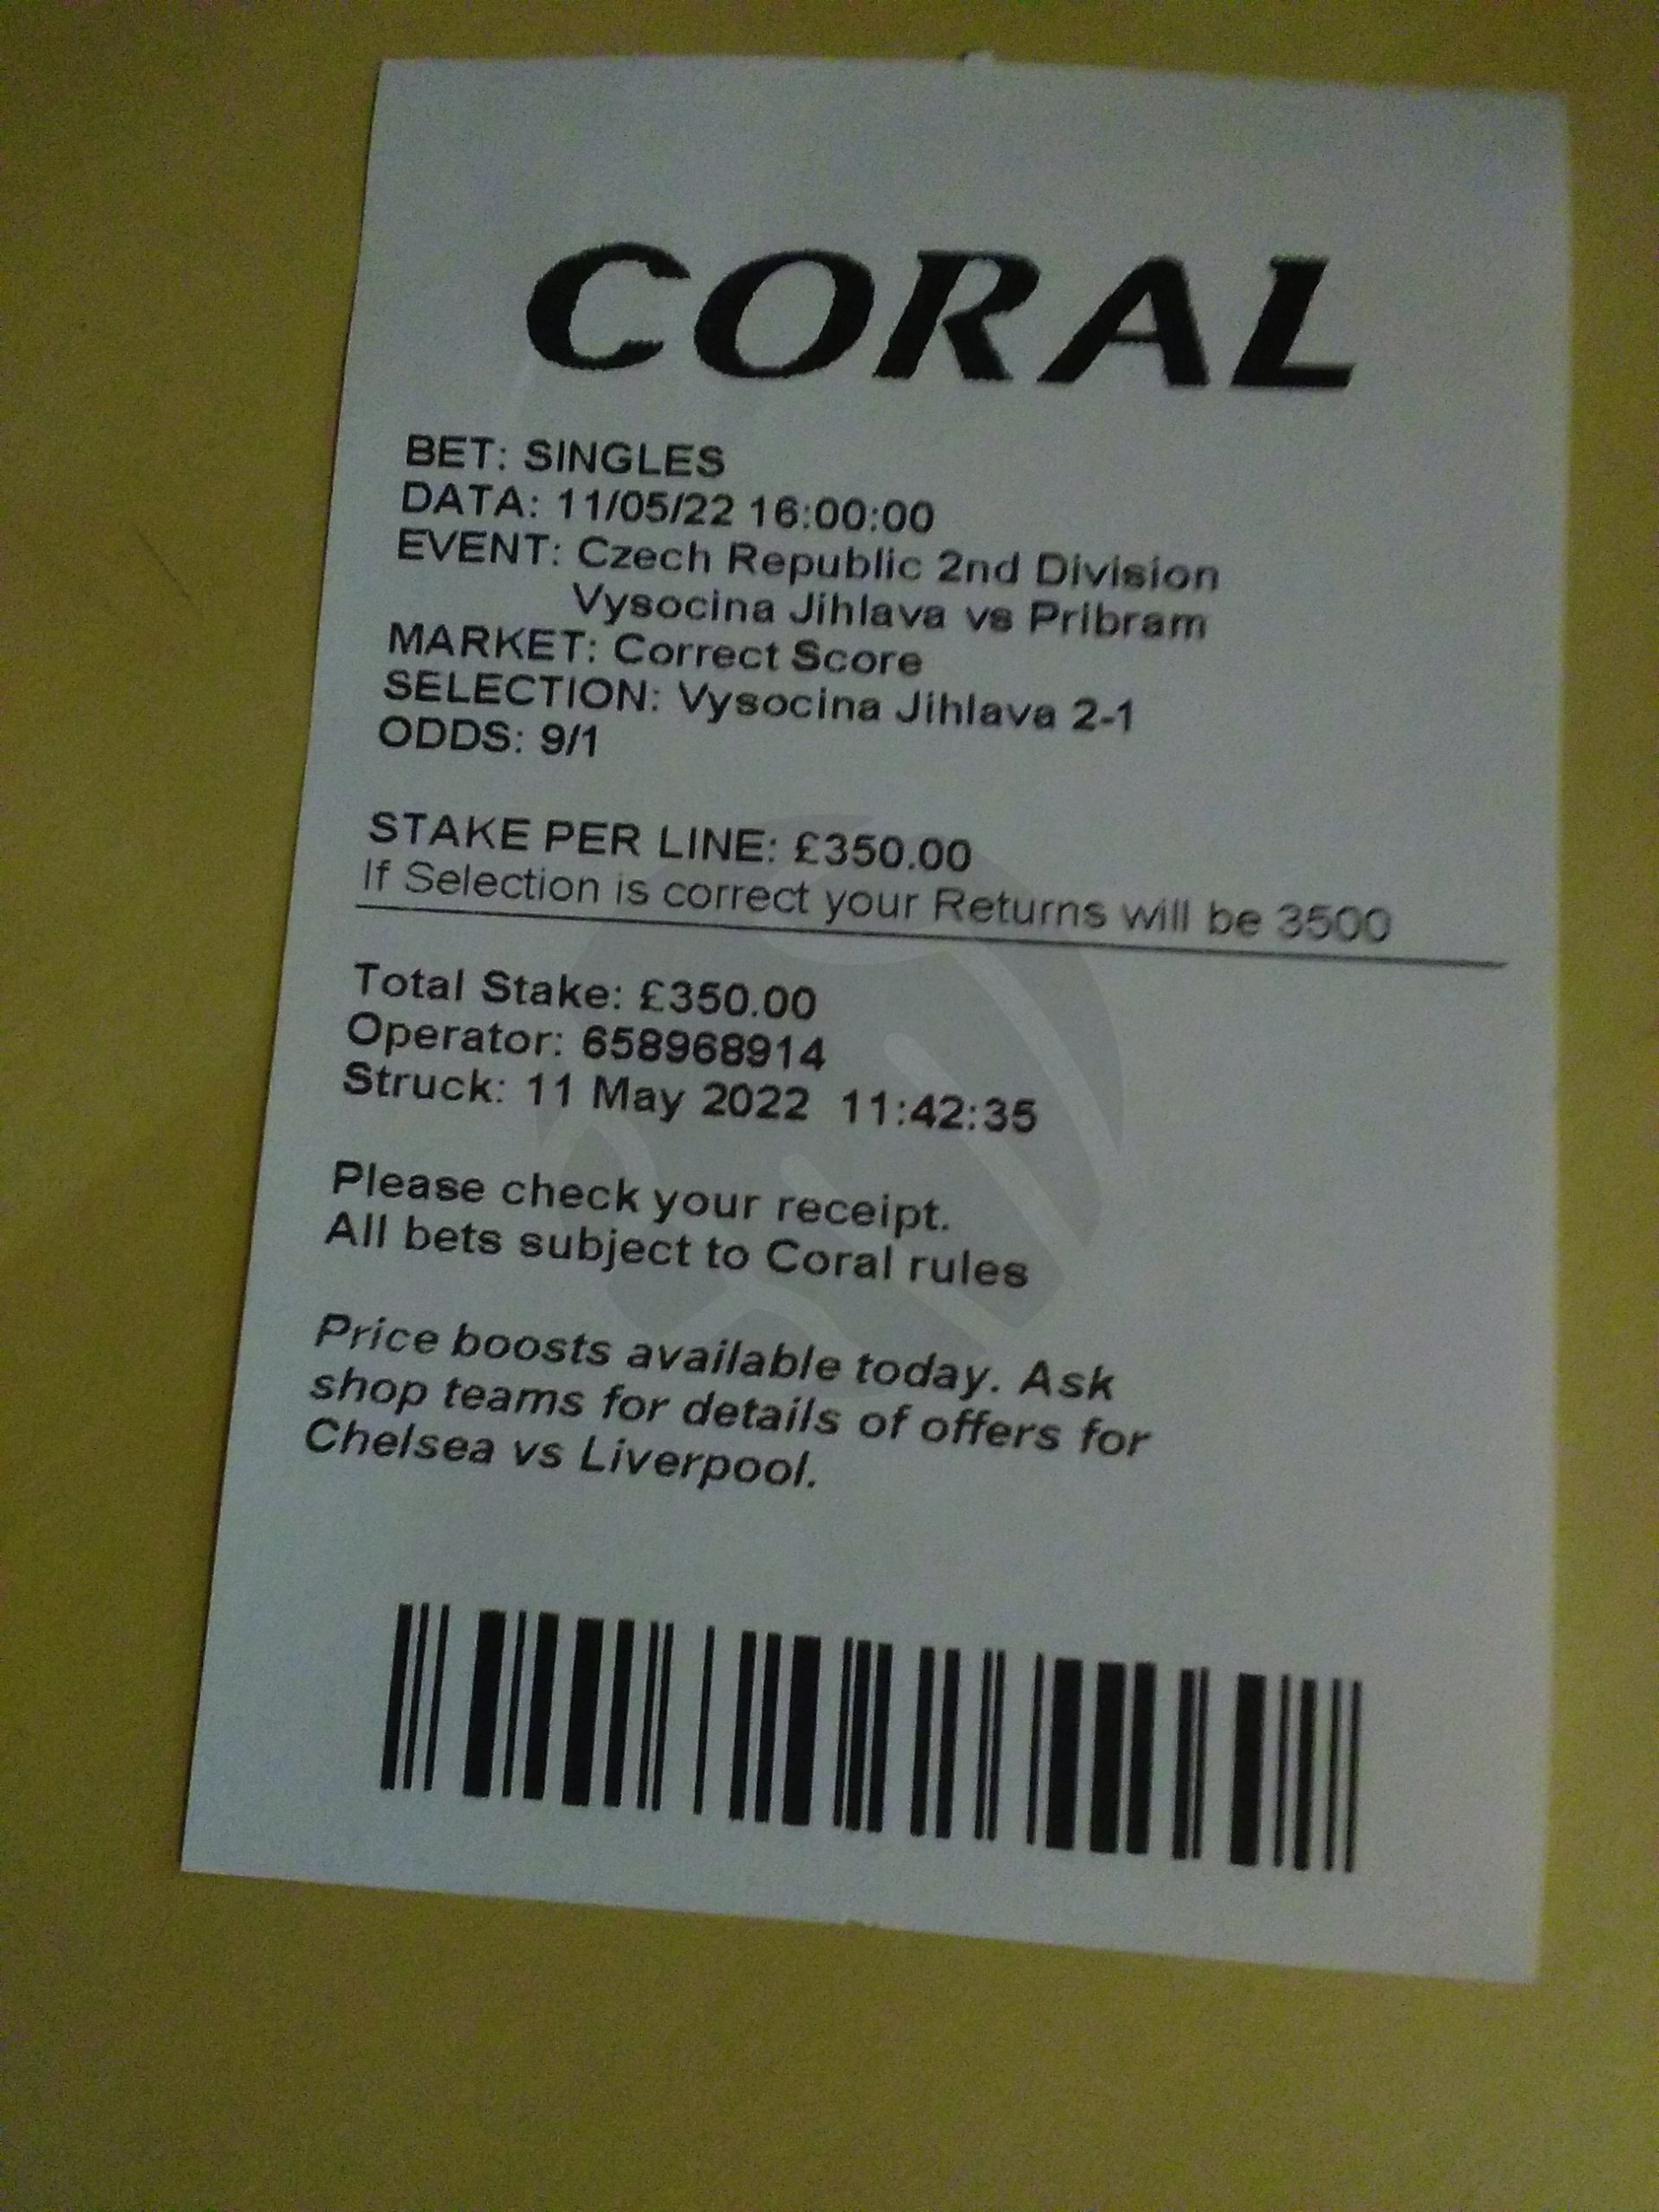 CORAL
BET: SINGLES
DATA: 11/05/22 16:00:00
EVENT: Czech Republic 2nd Division
Vysocina Jihlava vs Pribram
MARKET: Correct Score
SELECTION: Vysocina Jihlava 2-1
ODDS: 9/1
STAKE PER LINE: £350.00
If Selection is correct your Returns will be 3500
Total Stake: £350.00
Operator: 658968914
Struck: 11 May 2022 11:42:35
Please check your receipt.
All bets subject to Coral rules
Price boosts available today. Ask
shop teams for details of offers for
Chelsea vs Liverpool.